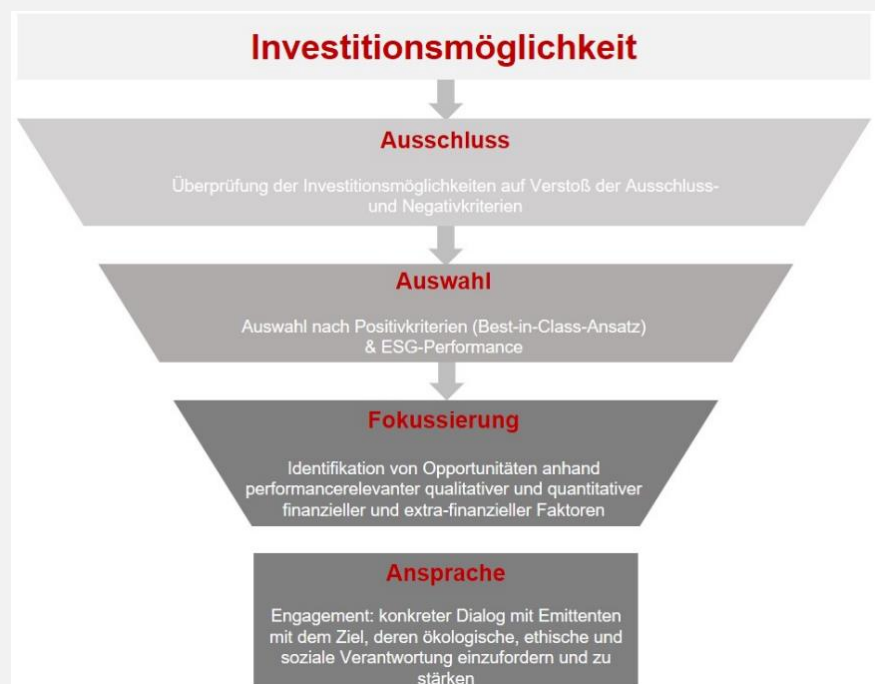 Investitionsmöglichkeit
Ausschluss
Überprüfung der Investitionsmöglichkeiten auf Verstoß der Ausschluss-
und Negativkriterien
Auswahl
Auswahl nach Positivkriterien (Best-in-Class-Ansatz)
& ESG-Performance
Fokussierung
Identifikation von Opportunitäten anhand
performancerelevanter qualitativer und quantitativer
finanzieller und extra-finanzieller Faktoren
Ansprache
Engagement: konkreter Dialog mit Emittenten
mit dem Ziel, deren ökologische, ethische und
soziale Verantwortung einzufordern und zu
stärken